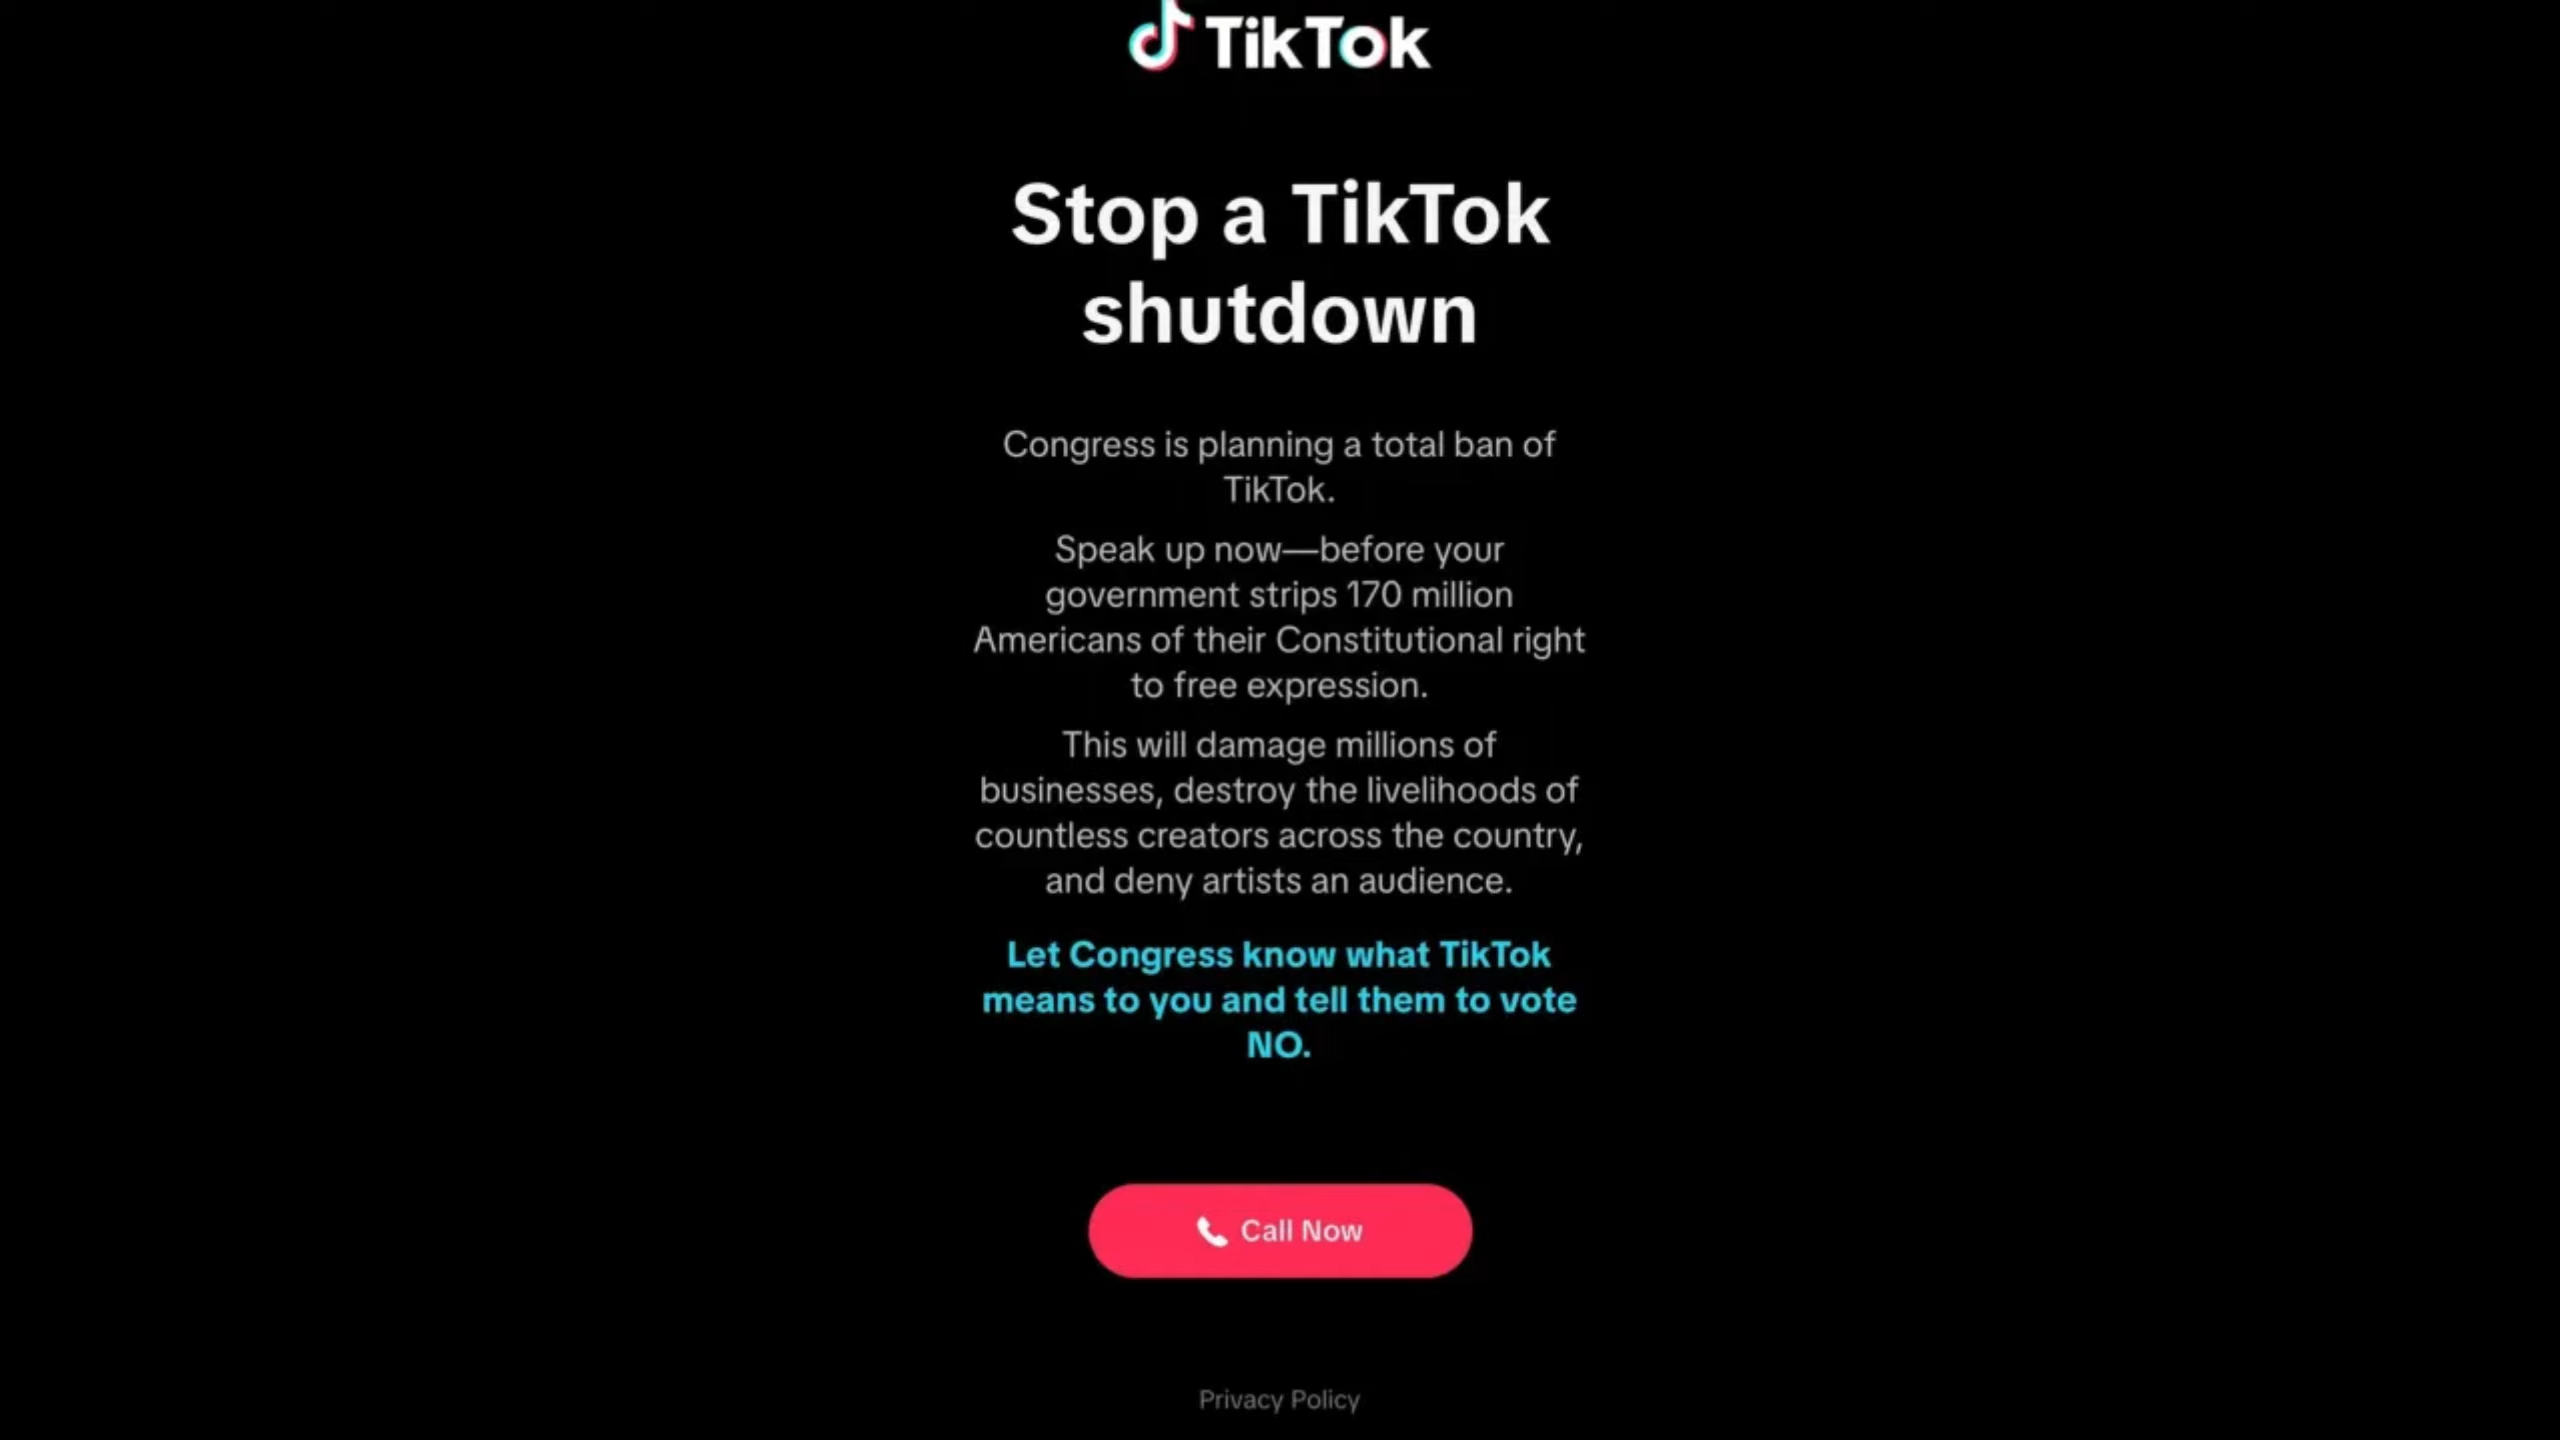 TikTok
Stop a TikTok
shutdown
Congress is planning a total ban of
TikTok.
Speak up now—before your
government strips 170 million
Americans of their Constitutional right
to free expression.
This will damage millions of
businesses, destroy the livelihoods of
countless creators across the country,
and deny artists an audience.
Let Congress know what TikTok
means to you and tell them to vote
NO.
Call Now
Privacy Policy